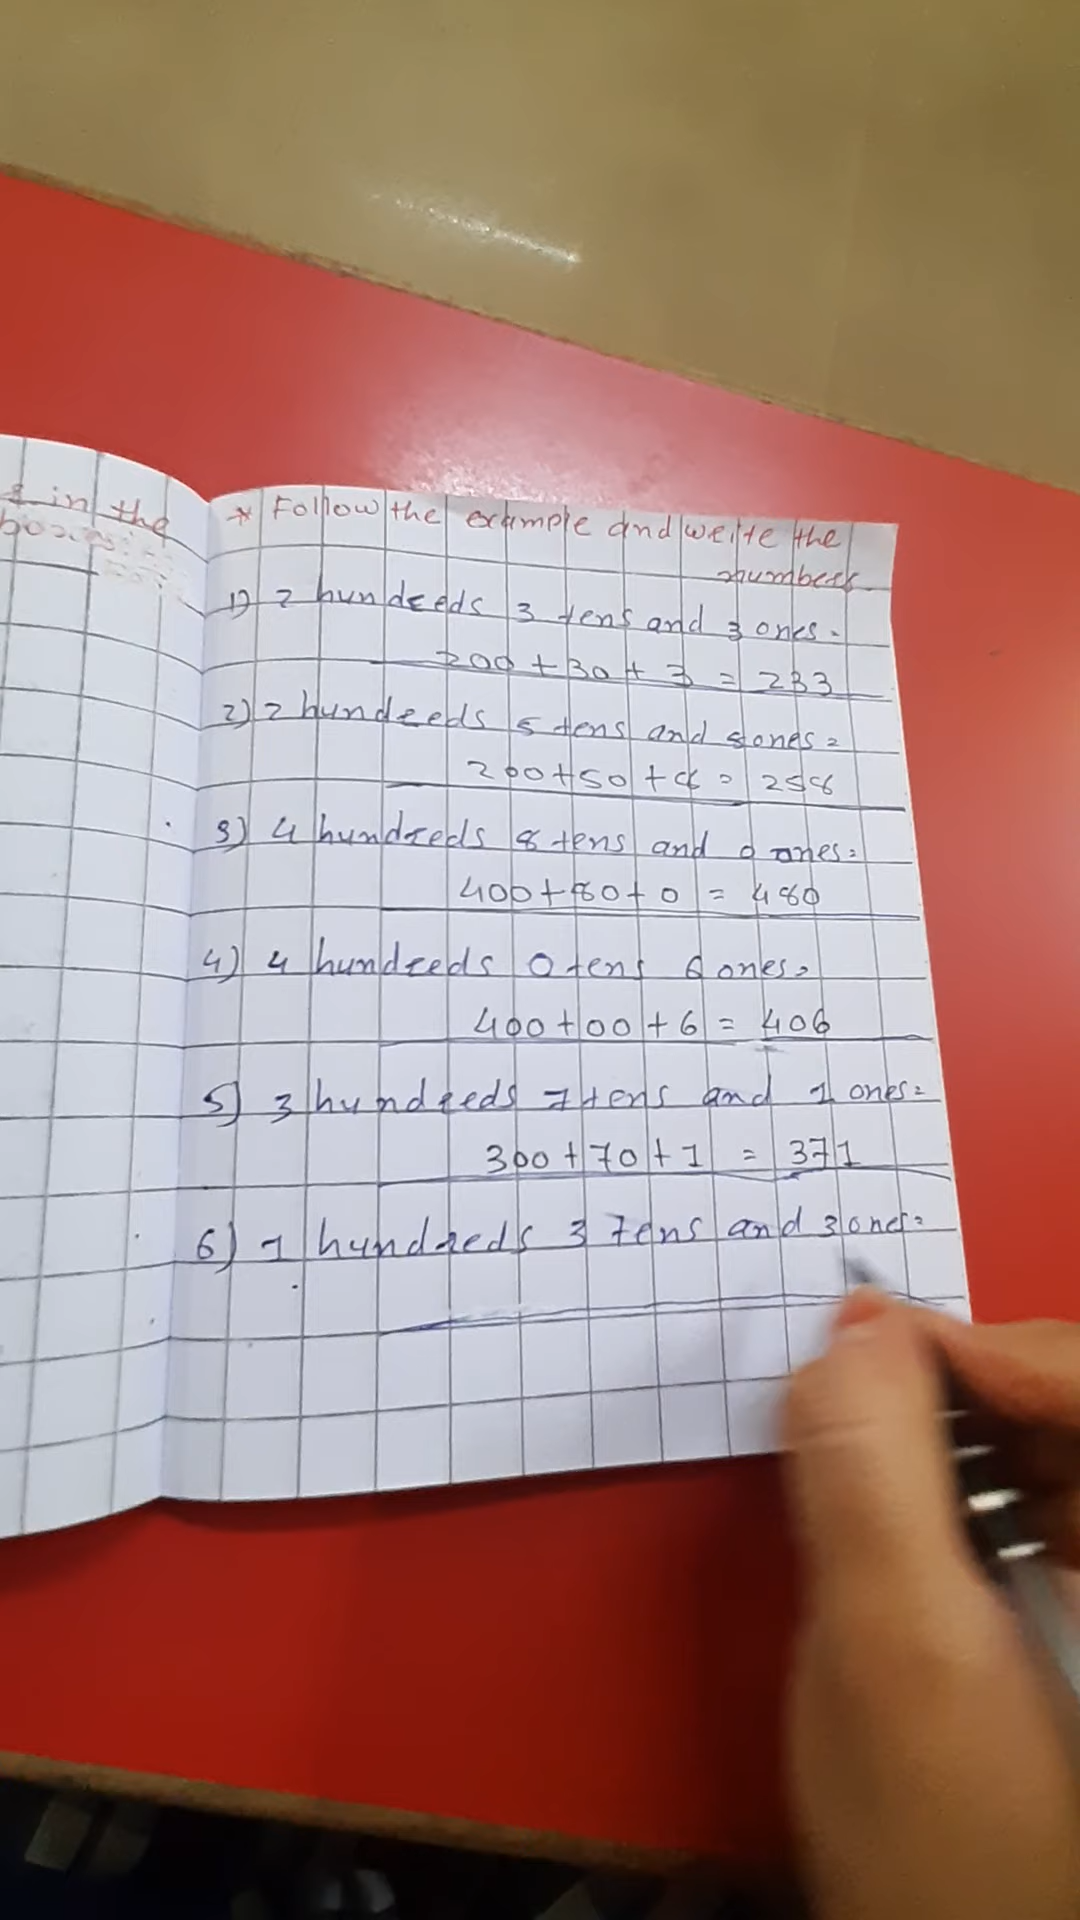 & in the
* Follow the example and write the
numbers
1) 2 hundreds 3 tens and 3 ones =
200 + 30 + 3 = 233
2) 2 hundreds 5 tens and 8 ones =
200 + 50 + 8 = 258
3) 4 hundreds 8 tens and 0 ones =
400 + 80 + 0 = 480
4) 4 hundreds 0 tens 6 ones =
400 + 00 + 6 = 406
5) 3 hundreds 7 tens and 1 ones =
300 + 70 + 1 = 371
6) 1 hundreds 3 tens and 3 ones =